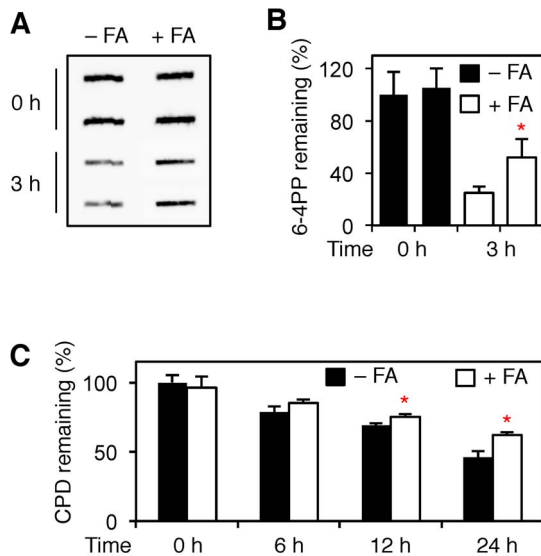 A
– FA + FA
0 h
3 h
B
6-4PP remaining (%)
120
80
40
0
– FA
+ FA
*
Time 0 h 3 h
C
CPD remaining (%)
100
50
0
– FA + FA
*
*
Time 0 h 6 h 12 h 24 h